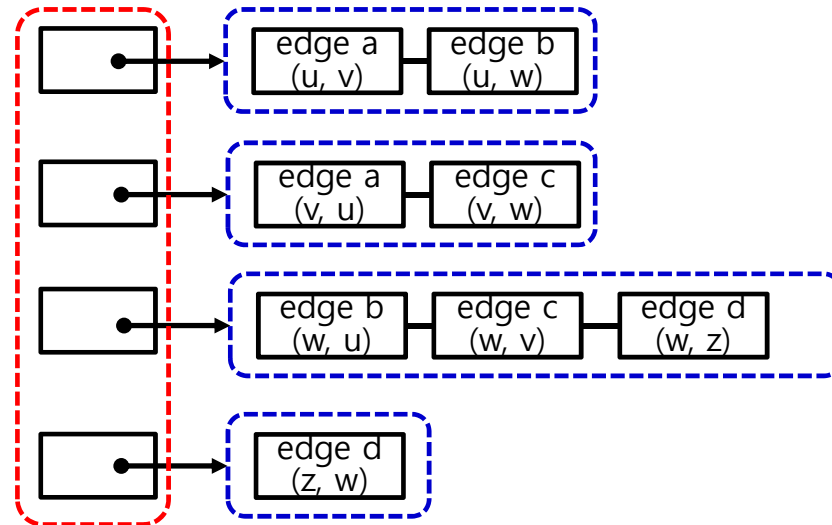 edge a
(u, v)
edge b
(u, w)
edge a
(v, u)
edge c
(v, w)
edge b
(w, u)
edge c
(w, v)
edge d
(w, z)
edge d
(z, w)